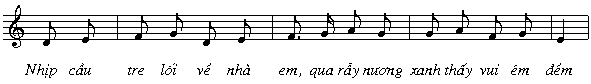 Nhịp cầu tre lối về nhà em, qua rẫy nương xanh thấy vui êm đềm